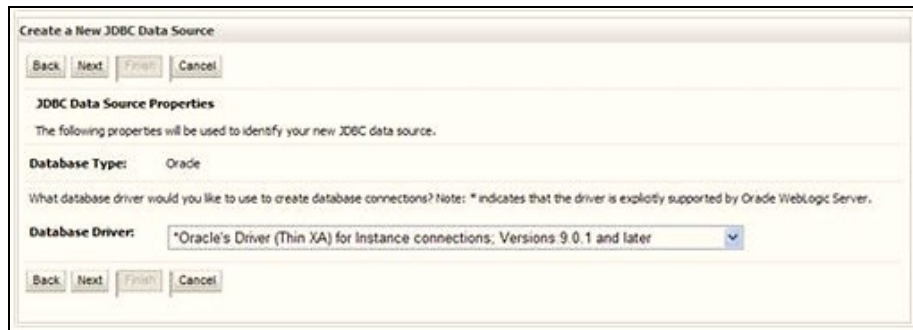 Create a New JDBC Data Source
Back Next Finish Cancel
JDBC Data Source Properties
The following properties will be used to identify your new JDBC data source.
Database Type: Oracle
What database driver would you like to use to create database connections? Note: * indicates that the driver is explicitly supported by Oracle WebLogic Server.
Database Driver: *Oracle's Driver (Thin XA) for Instance connections; Versions 9.0.1 and later
Back Next Finish Cancel